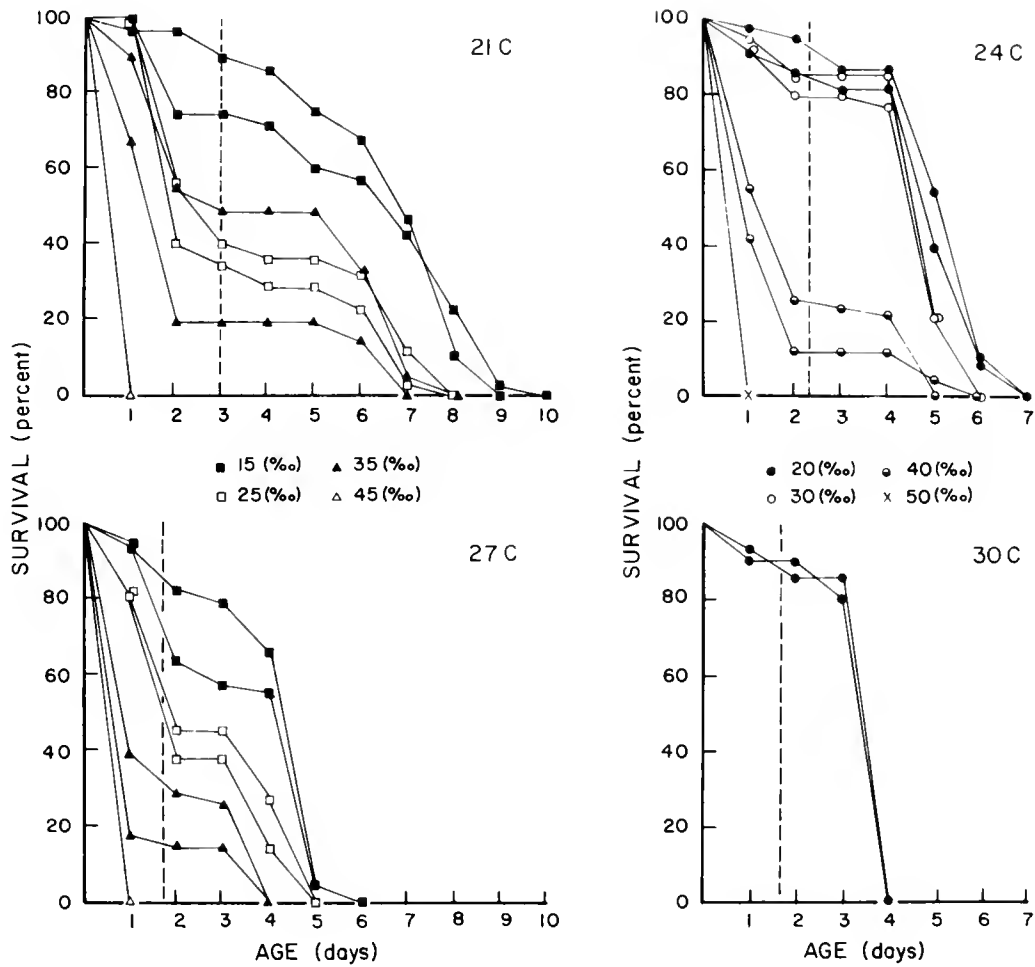 21 C
100
80
60
40
20
0
1 2 3 4 5 6 7 8 9 10
SURVIVAL (percent)
24 C
100
80
60
40
20
0
1 2 3 4 5 6 7
SURVIVAL (percent)
■ 15 (‰) ▲ 35 (‰)
□ 25 (‰) △ 45 (‰)
● 20 (‰) ◒ 40 (‰)
○ 30 (‰) × 50 (‰)
27 C
100
80
60
40
20
0
1 2 3 4 5 6 7 8 9 10
AGE (days)
30 C
100
80
60
40
20
0
1 2 3 4 5 6 7
AGE (days)